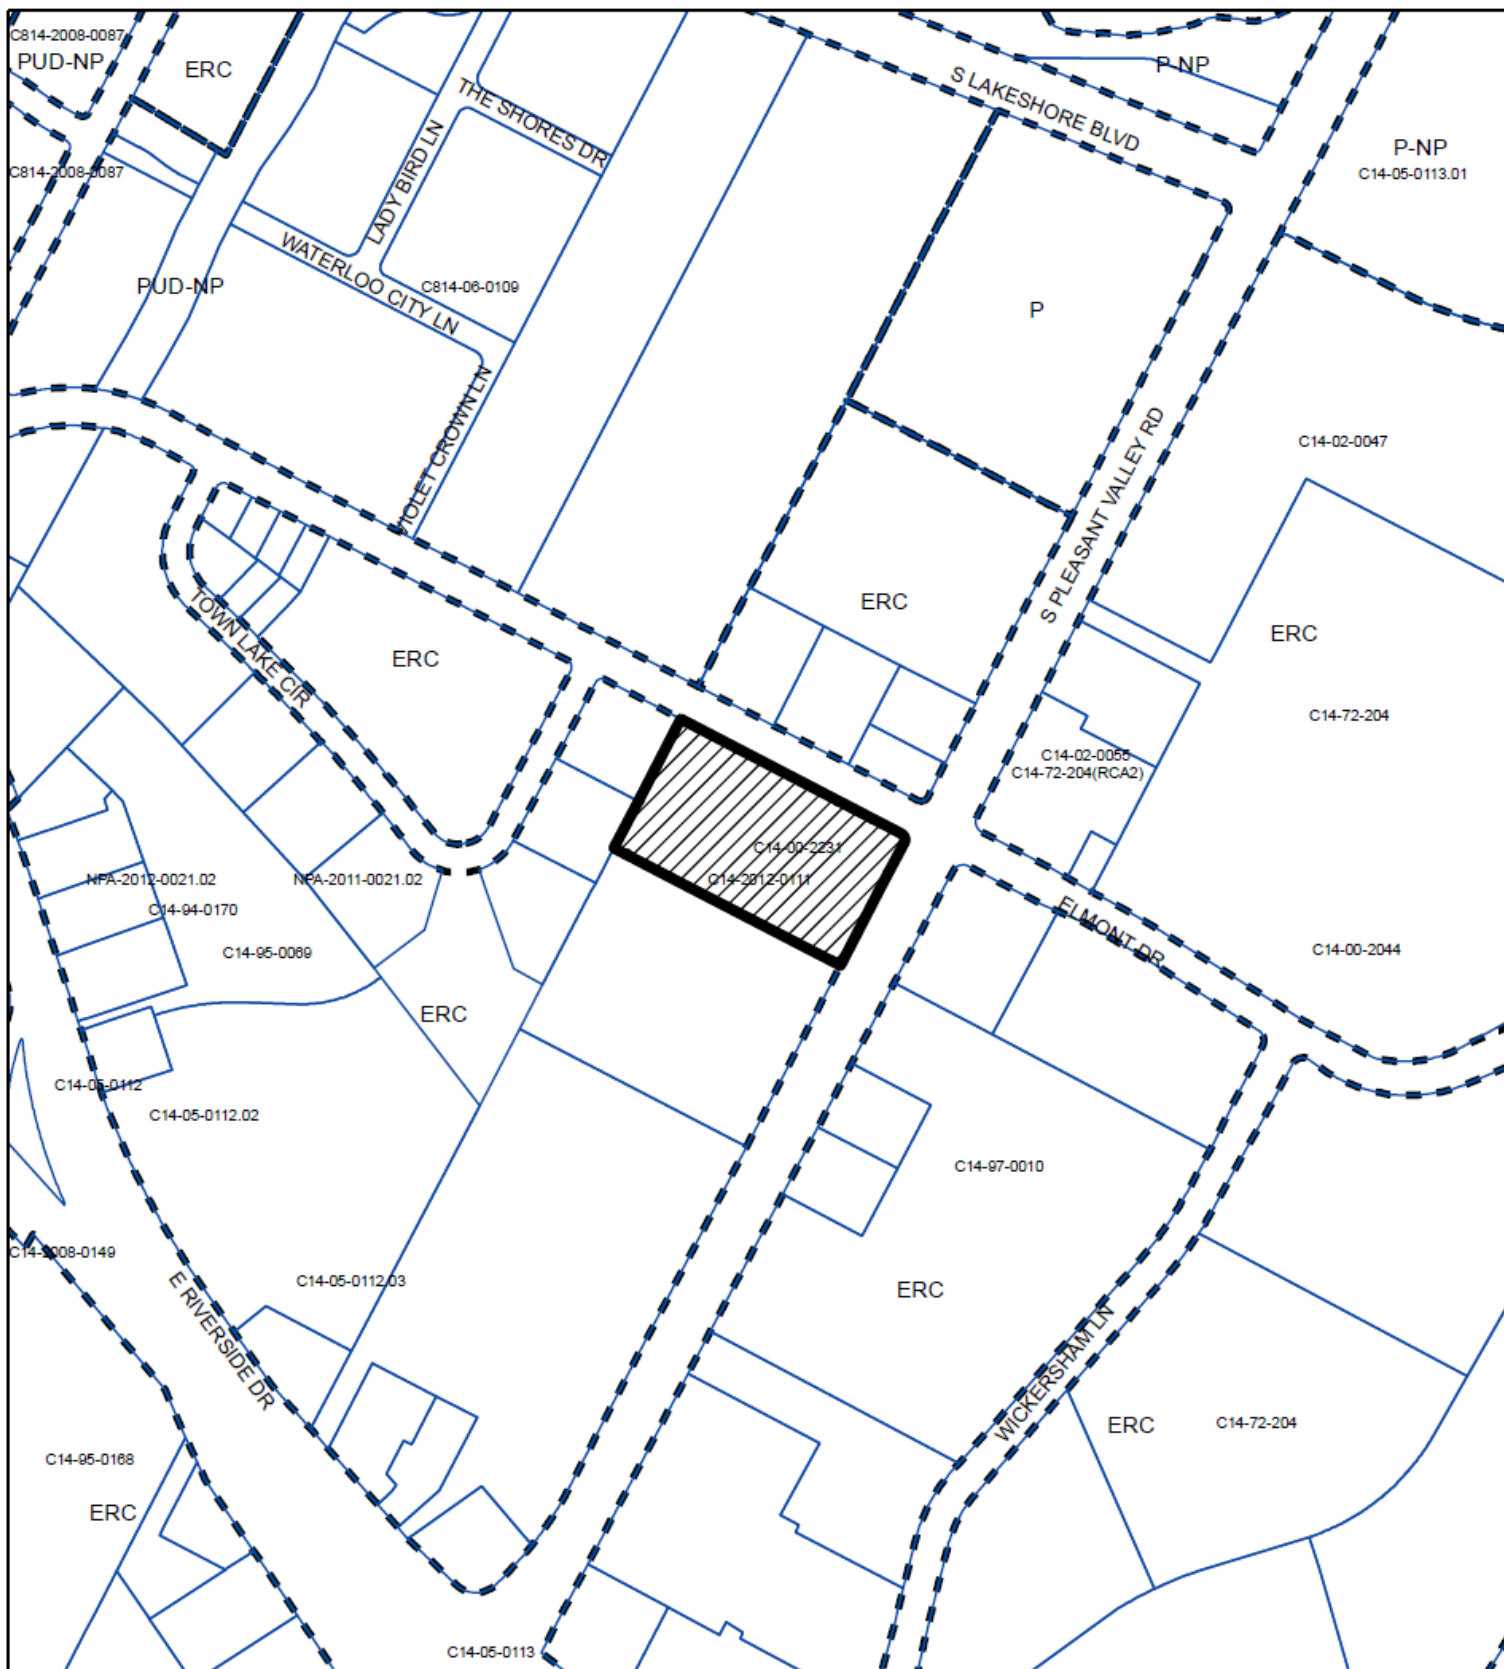 C814-2008-0087
PUD-NP
ERC
P-NP
S LAKESHORE BLVD
THE SHORES DR
P-NP
C14-05-0113.01
C814-2008-0087
LADY BIRD LN
WATERLOO CITY LN
PUD-NP
C814-06-0109
P
VIOLET CROWN LN
S PLEASANT VALLEY RD
C14-02-0047
ERC
ERC
TOWN LAKE CIR
ERC
C14-72-204
C14-02-0055
C14-72-204(RCA2)
C14-00-2231
C14-2012-0111
NPA-2012-0021.02
NPA-2011-0021.02
C14-94-0170
ELMONT DR
C14-95-0069
C14-00-2044
ERC
C14-05-0112
C14-05-0112.02
C14-97-0010
C14-2008-0149
C14-05-0112.03
ERC
E RIVERSIDE DR
WICKERSHAM LN
ERC
C14-72-204
C14-95-0168
ERC
C14-05-0113